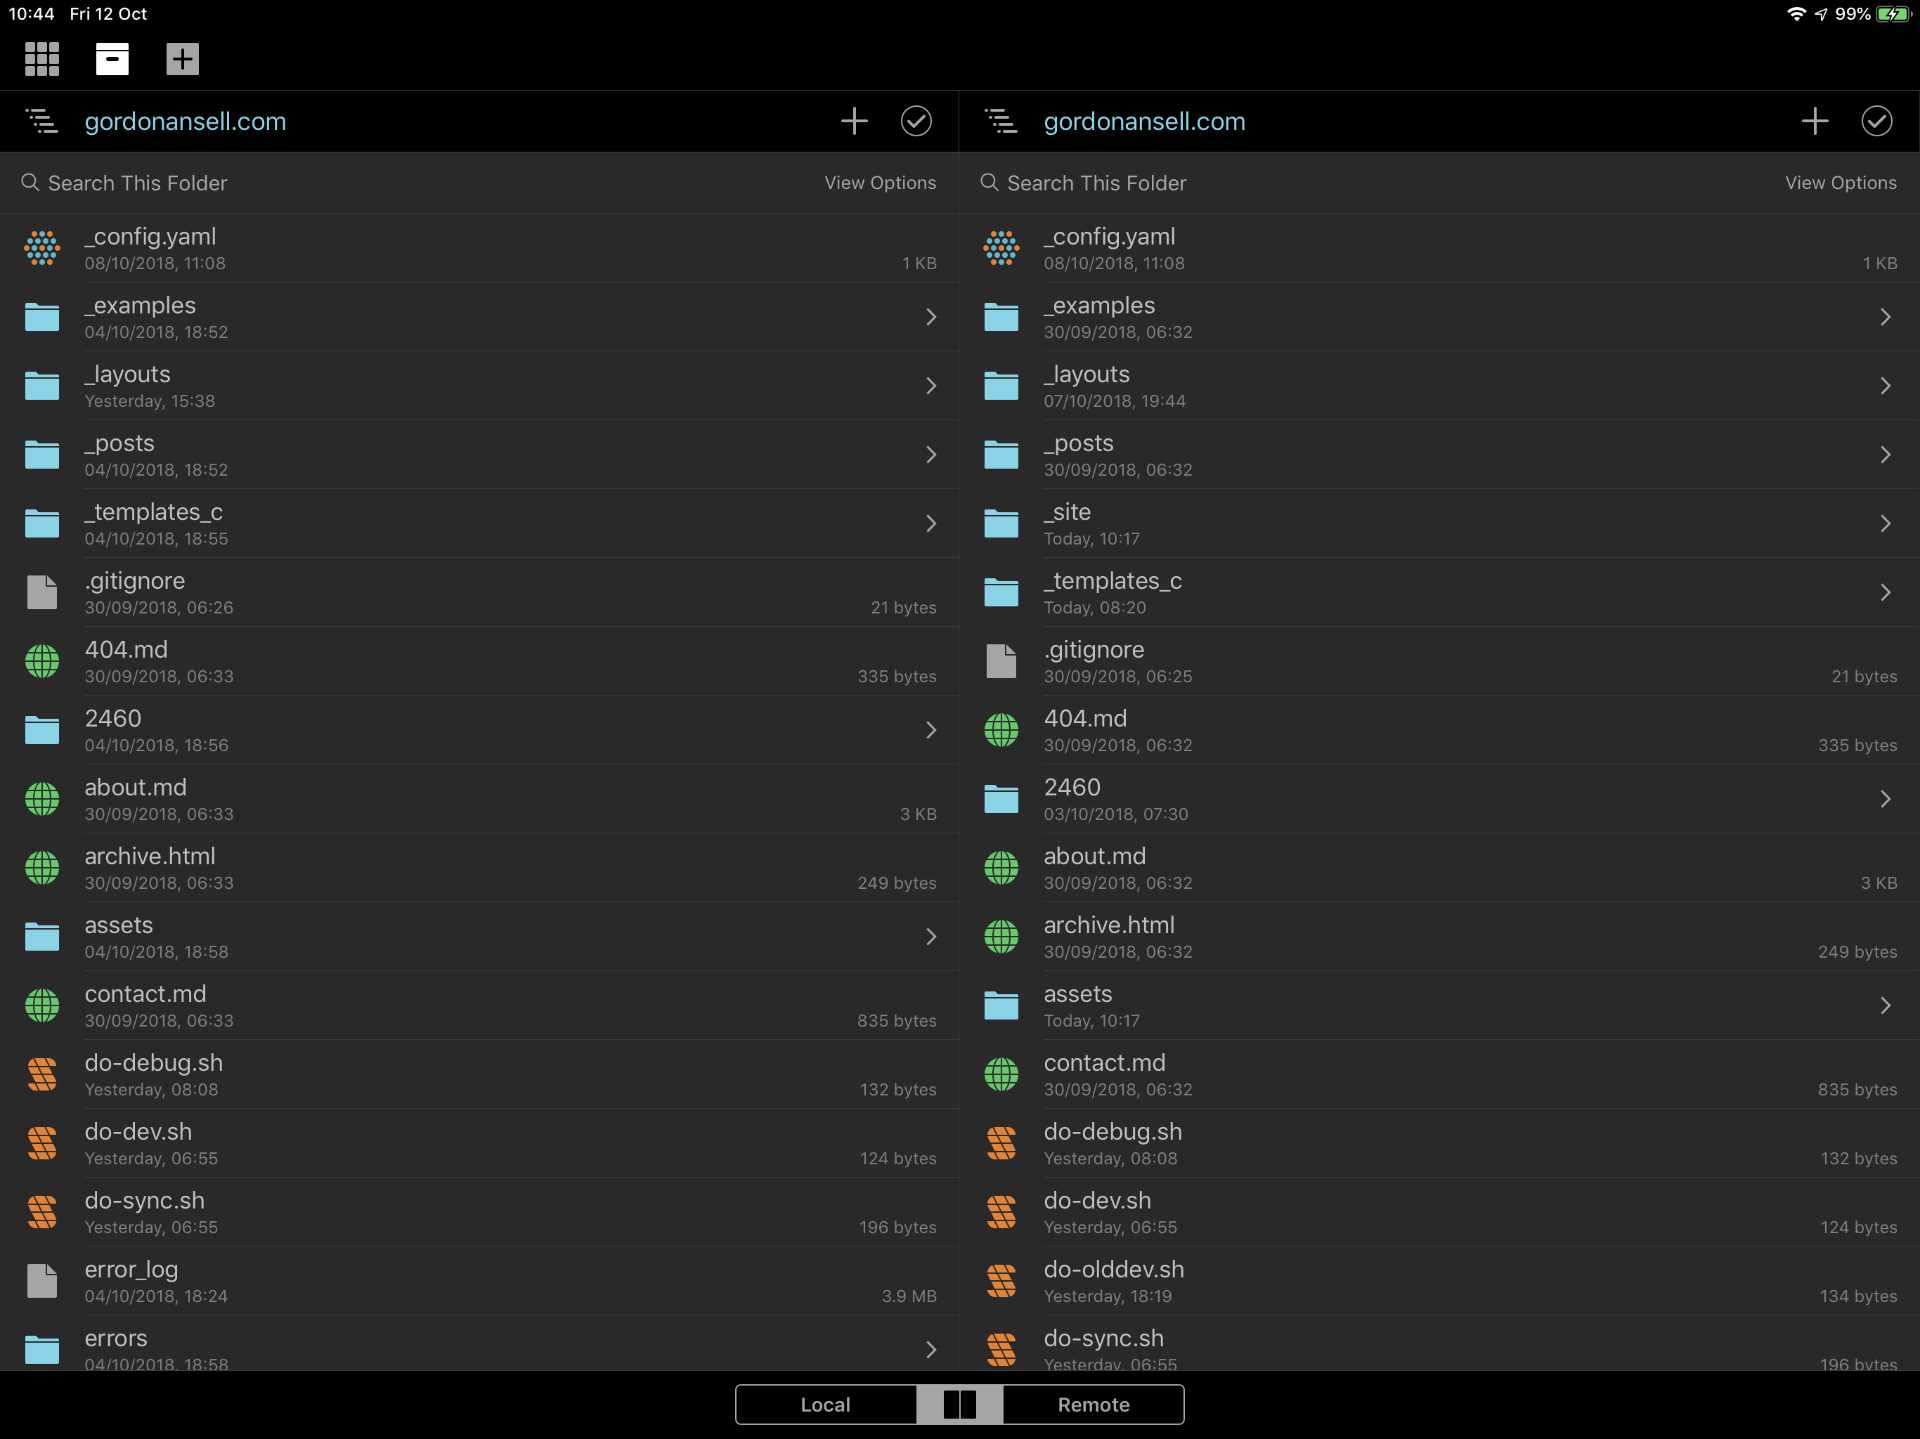 10:44 Fri 12 Oct
99%
gordonansell.com
Search This Folder View Options
_config.yaml
08/10/2018, 11:08 1 KB
_examples
04/10/2018, 18:52
_layouts
Yesterday, 15:38
_posts
04/10/2018, 18:52
_templates_c
04/10/2018, 18:55
.gitignore
30/09/2018, 06:26 21 bytes
404.md
30/09/2018, 06:33 335 bytes
2460
04/10/2018, 18:56
about.md
30/09/2018, 06:33 3 KB
archive.html
30/09/2018, 06:33 249 bytes
assets
04/10/2018, 18:58
contact.md
30/09/2018, 06:33 835 bytes
do-debug.sh
Yesterday, 08:08 132 bytes
do-dev.sh
Yesterday, 06:55 124 bytes
do-sync.sh
Yesterday, 06:55 196 bytes
error_log
04/10/2018, 18:24 3.9 MB
errors
04/10/2018, 18:58
gordonansell.com
Search This Folder View Options
_config.yaml
08/10/2018, 11:08 1 KB
_examples
30/09/2018, 06:32
_layouts
07/10/2018, 19:44
_posts
30/09/2018, 06:32
_site
Today, 10:17
_templates_c
Today, 08:20
.gitignore
30/09/2018, 06:25 21 bytes
404.md
30/09/2018, 06:32 335 bytes
2460
03/10/2018, 07:30
about.md
30/09/2018, 06:32 3 KB
archive.html
30/09/2018, 06:32 249 bytes
assets
Today, 10:17
contact.md
30/09/2018, 06:32 835 bytes
do-debug.sh
Yesterday, 08:08 132 bytes
do-dev.sh
Yesterday, 06:55 124 bytes
do-olddev.sh
Yesterday, 18:19 134 bytes
do-sync.sh
Yesterday, 06:55 196 bytes
Local Remote